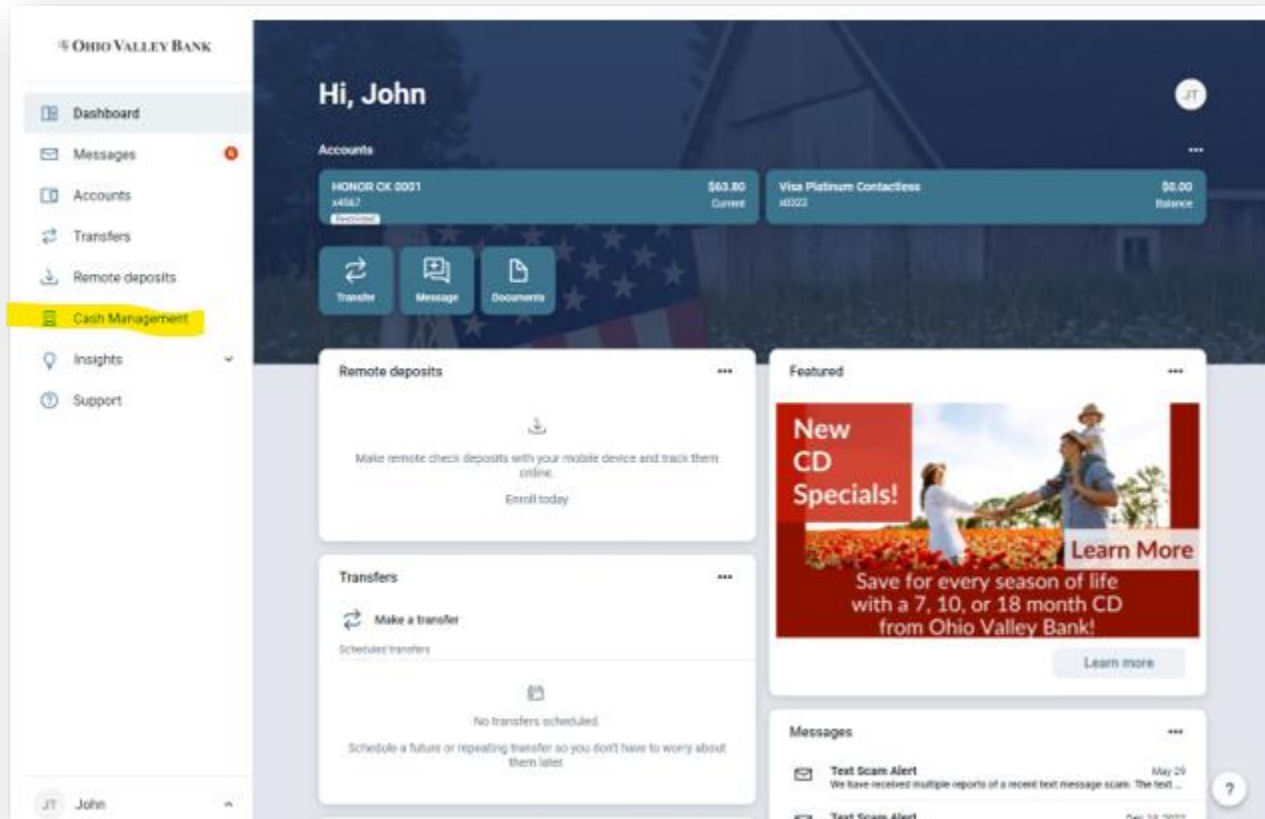 OHIO VALLEY BANK
Dashboard
Messages
6
Accounts
Transfers
Remote deposits
Cash Management
Insights
Support
JT John
Hi, John
JT
Accounts
HONOR CK 0001 $63.80
x4567 Current
Restricted
Visa Platinum Contactless $0.00
x0323 Balance
Transfer
Message
Documents
Remote deposits
Make remote check deposits with your mobile device and track them
online.
Enroll today
Transfers
Make a transfer
Scheduled transfers
No transfers scheduled.
Schedule a future or repeating transfer so you don't have to worry about
them later.
Featured
New
CD
Specials!
Learn More
Save for every season of life
with a 7, 10, or 18 month CD
from Ohio Valley Bank!
Learn more
Messages
Text Scam Alert May 29
We have received multiple reports of a recent text message scam. The text ...
Text Scam Alert 2022
?